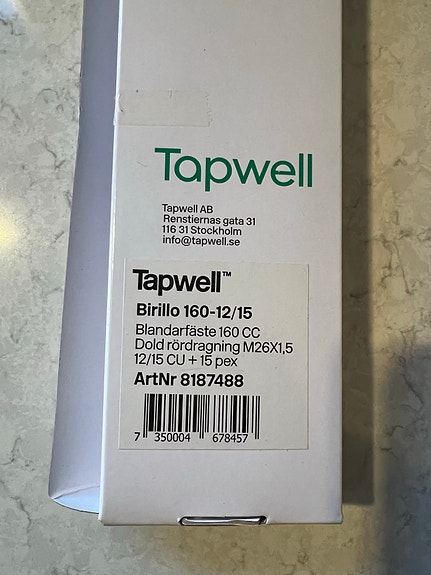 Tapwell
Tapwell AB
Renstiernas gata 31
116 31 Stockholm
info@tapwell.se
Tapwell™
Birillo 160-12/15
Blandarfäste 160 CC
Dold rördragning M26X1,5
12/15 CU + 15 pex
ArtNr 8187488
7 350004 678457